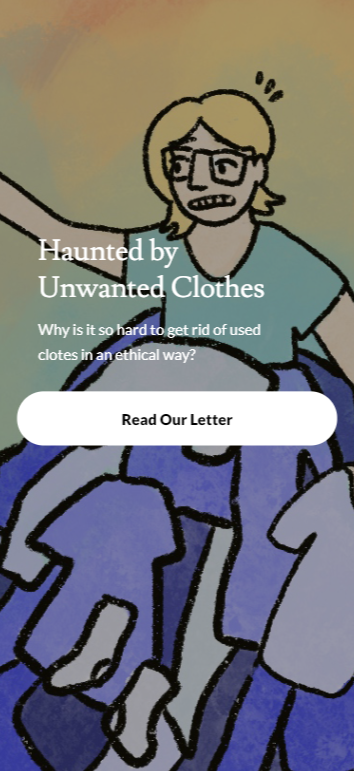 Haunted by
Unwanted Clothes
Why is it so hard to get rid of used
clotes in an ethical way?
Read Our Letter